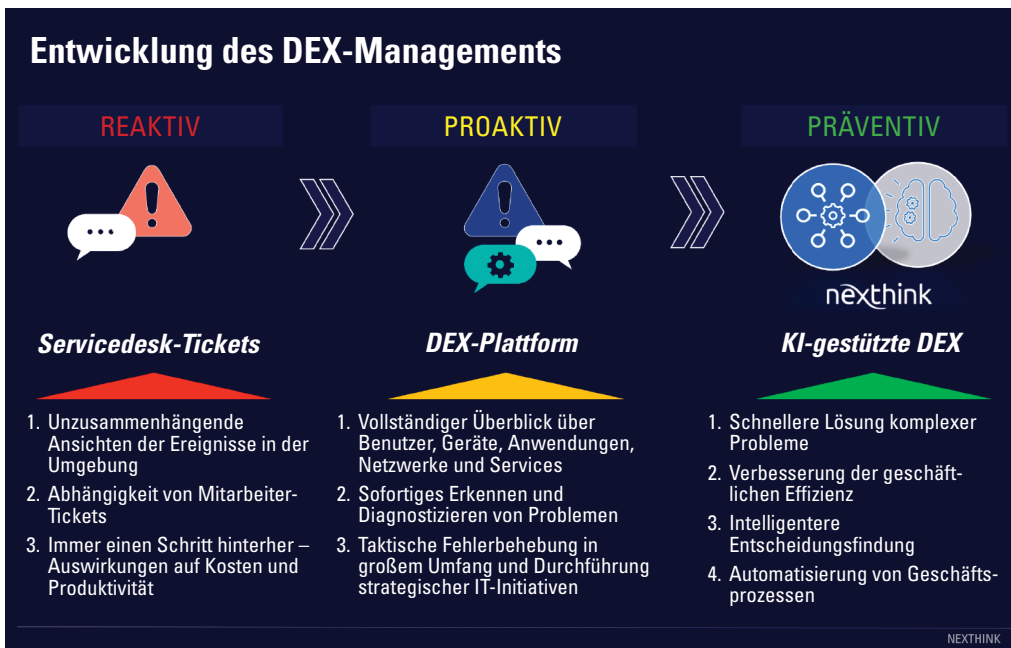 Entwicklung des DEX-Managements
REAKTIV
PROAKTIV
PRÄVENTIV
nexthink
Servicedesk-Tickets
1. Unzusammenhängende
Ansichten der Ereignisse in der
Umgebung
2. Abhängigkeit von Mitarbeiter-
Tickets
3. Immer einen Schritt hinterher –
Auswirkungen auf Kosten und
Produktivität
DEX-Plattform
1. Vollständiger Überblick über
Benutzer, Geräte, Anwendungen,
Netzwerke und Services
2. Sofortiges Erkennen und
Diagnostizieren von Problemen
3. Taktische Fehlerbehebung in
großem Umfang und Durchführung
strategischer IT-Initiativen
KI-gestützte DEX
1. Schnellere Lösung komplexer
Probleme
2. Verbesserung der geschäft-
lichen Effizienz
3. Intelligentere
Entscheidungsfindung
4. Automatisierung von Geschäfts-
prozessen
NEXTHINK